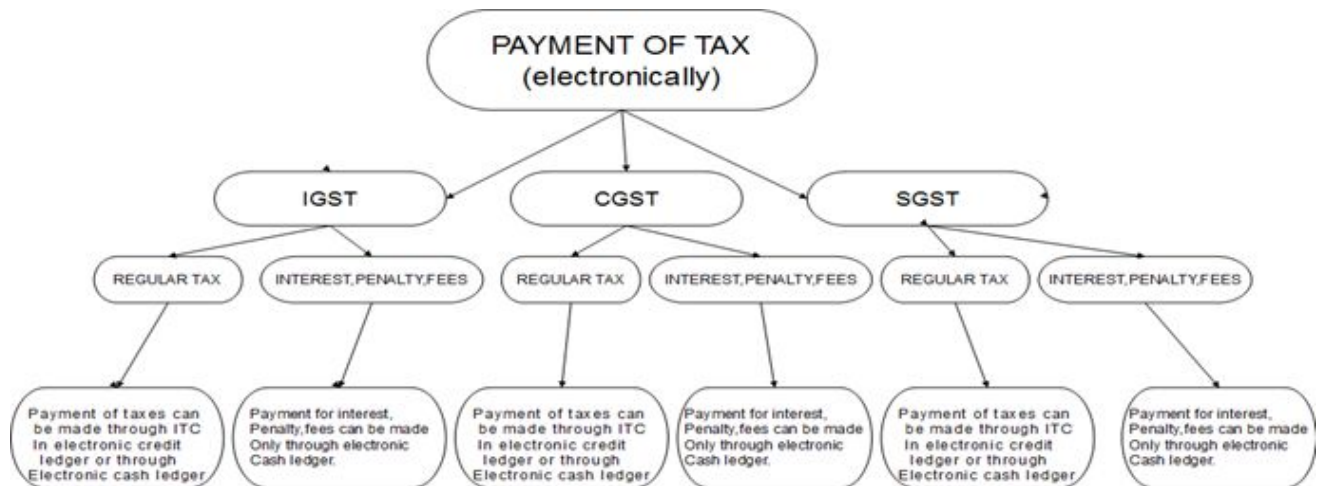 PAYMENT OF TAX
(electronically)
IGST
CGST
SGST
REGULAR TAX
INTEREST,PENALTY,FEES
REGULAR TAX
INTEREST,PENALTY,FEES
REGULAR TAX
INTEREST,PENALTY,FEES
Payment of taxes can
be made through ITC
In electronic credit
ledger or through
Electronic cash ledger
Payment for interest,
Penalty,fees can be made
Only through electronic
Cash ledger.
Payment of taxes can
be made through ITC
In electronic credit
ledger or through
Electronic cash ledger
Payment for interest,
Penalty,fees can be made
Only through electronic
Cash ledger.
Payment of taxes can
be made through ITC
In electronic credit
ledger or through
Electronic cash ledger
Payment for interest,
Penalty,fees can be made
Only through electronic
Cash ledger.